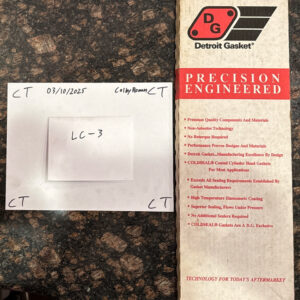 CT 03/10/2025 Colby Homan CT
LC-3
CT CT
DG
Detroit Gasket®
PRECISION
ENGINEERED
• Premium Quality Components And Materials
• Non-Asbestos Technology
• No Retorque Required
• Performance Proven Designs And Materials
• Detroit Gasket...Manufacturing Excellence By Design
• COLDSEAL® Coated Cylinder Head Gaskets
For Most Applications
• Exceeds All Sealing Requirements Established By
Gasket Manufacturers
• High Temperature Elastomeric Coating
• Superior Sealing, Flows Under Pressure
• No Additional Sealers Required
• COLDSEAL® Gaskets Are A D.G. Exclusive
TECHNOLOGY FOR TODAY'S AFTERMARKET